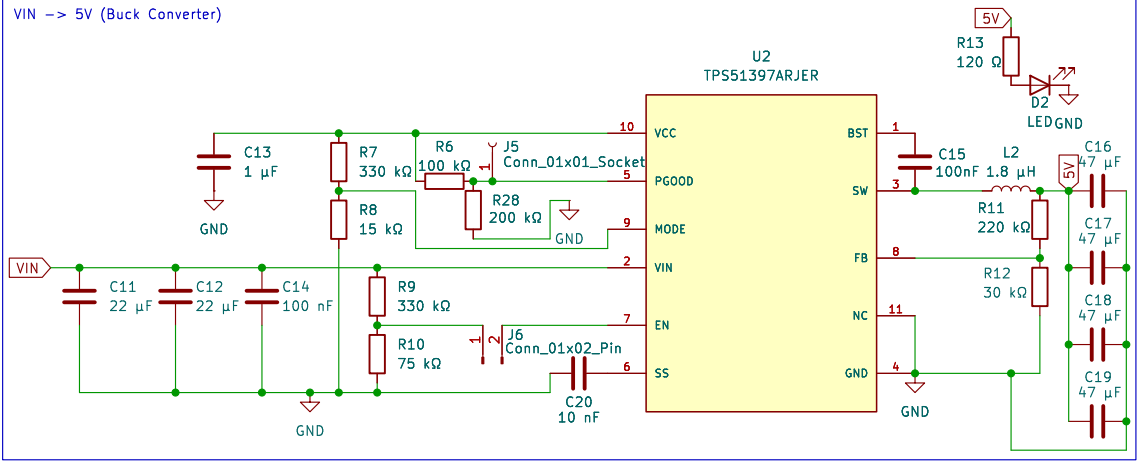 VIN -> 5V (Buck Converter)
5V
R13
120 Ω
D2
LED
GND
U2
TPS51397ARJER
C13
1 µF
GND
R7
330 kΩ
R8
15 kΩ
R6
100 kΩ
J5
Conn_01x01_Socket
1
R28
200 kΩ
GND
10
VCC
5
PGOOD
9
MODE
2
VIN
7
EN
6
SS
BST
1
SW
3
FB
8
NC
11
GND
4
GND
C15
100nF
L2
1.8 µH
5V
R11
220 kΩ
R12
30 kΩ
C16
47 µF
C17
47 µF
C18
47 µF
C19
47 µF
VIN
C11
22 µF
C12
22 µF
C14
100 nF
R9
330 kΩ
R10
75 kΩ
J6
Conn_01x02_Pin
1
2
C20
10 nF
GND